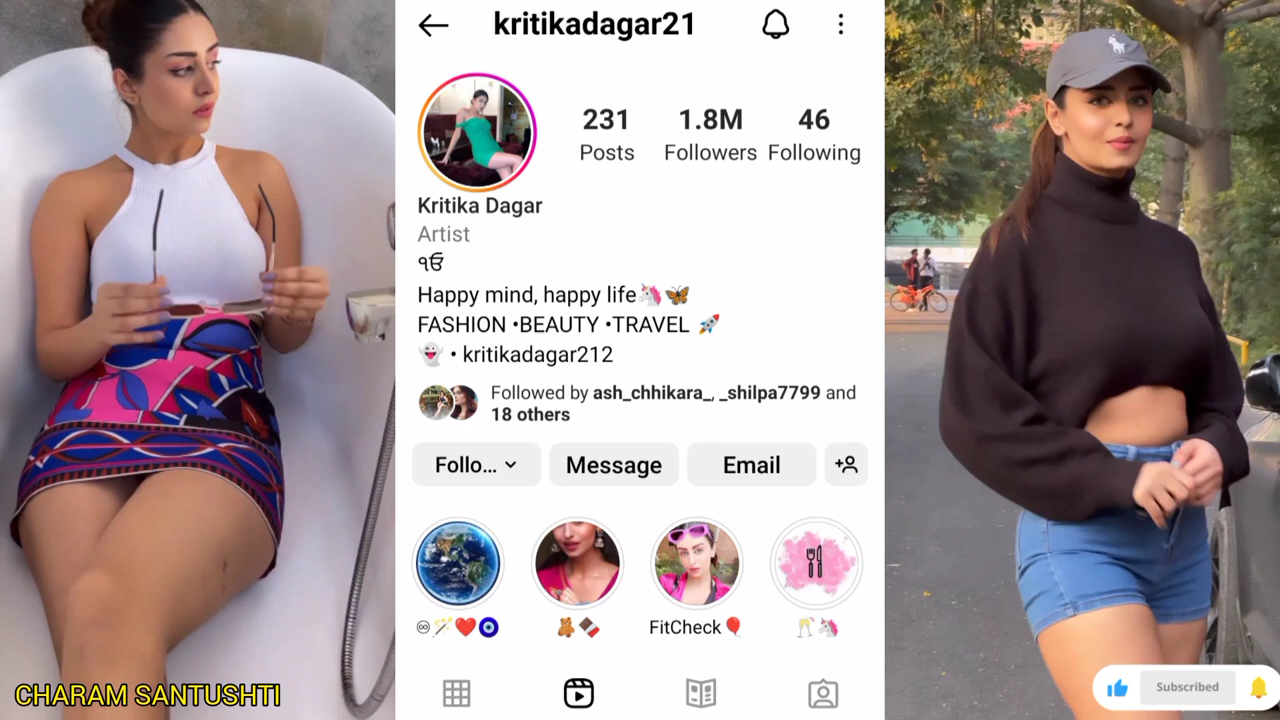 kritikadagar21
231 1.8M 46
Posts Followers Following
Kritika Dagar
Artist
ੴ
Happy mind, happy life🦄🦋
FASHION •BEAUTY •TRAVEL 🚀
👻 • kritikadagar212
Followed by ash_chhikara_, _shilpa7799 and
18 others
Follo... Message Email
♾️🪄❤️🧿 🧸🍫 FitCheck🎈 🥂🦄
CHARAM SANTUSHTI
Subscribed